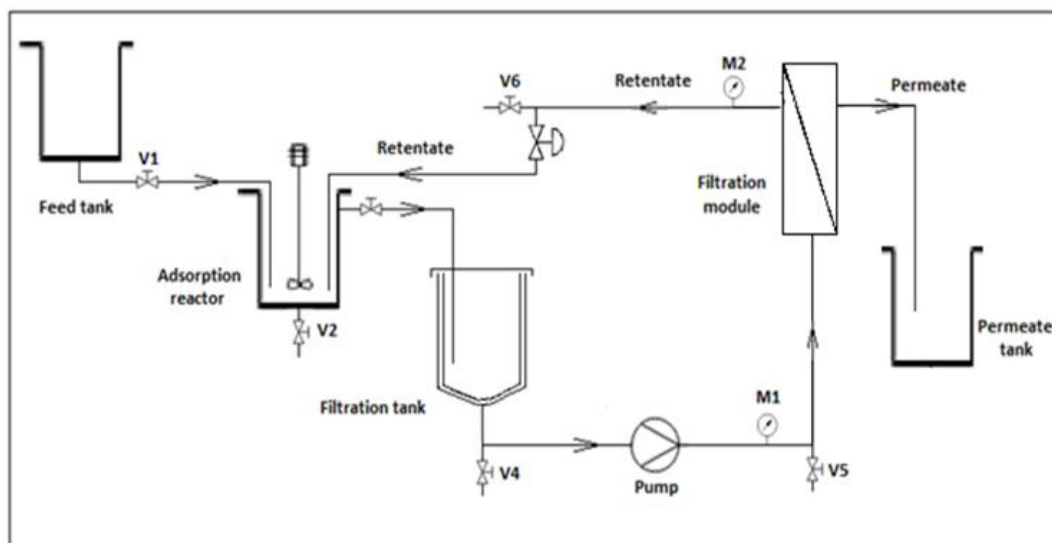 M2
V6
Retentate
Permeate
V1
Retentate
Feed tank
Filtration
module
Adsorption
reactor
V2
Permeate
tank
Filtration tank
M1
V4
Pump
V5